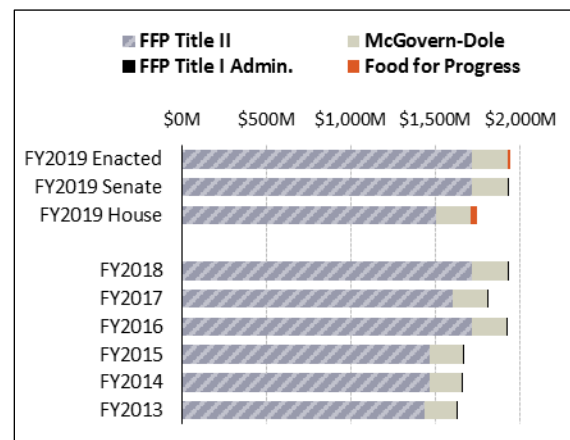 FFP Title II McGovern-Dole
FFP Title I Admin. Food for Progress
$0M $500M $1,000M $1,500M $2,000M
FY2019 Enacted
FY2019 Senate
FY2019 House
FY2018
FY2017
FY2016
FY2015
FY2014
FY2013